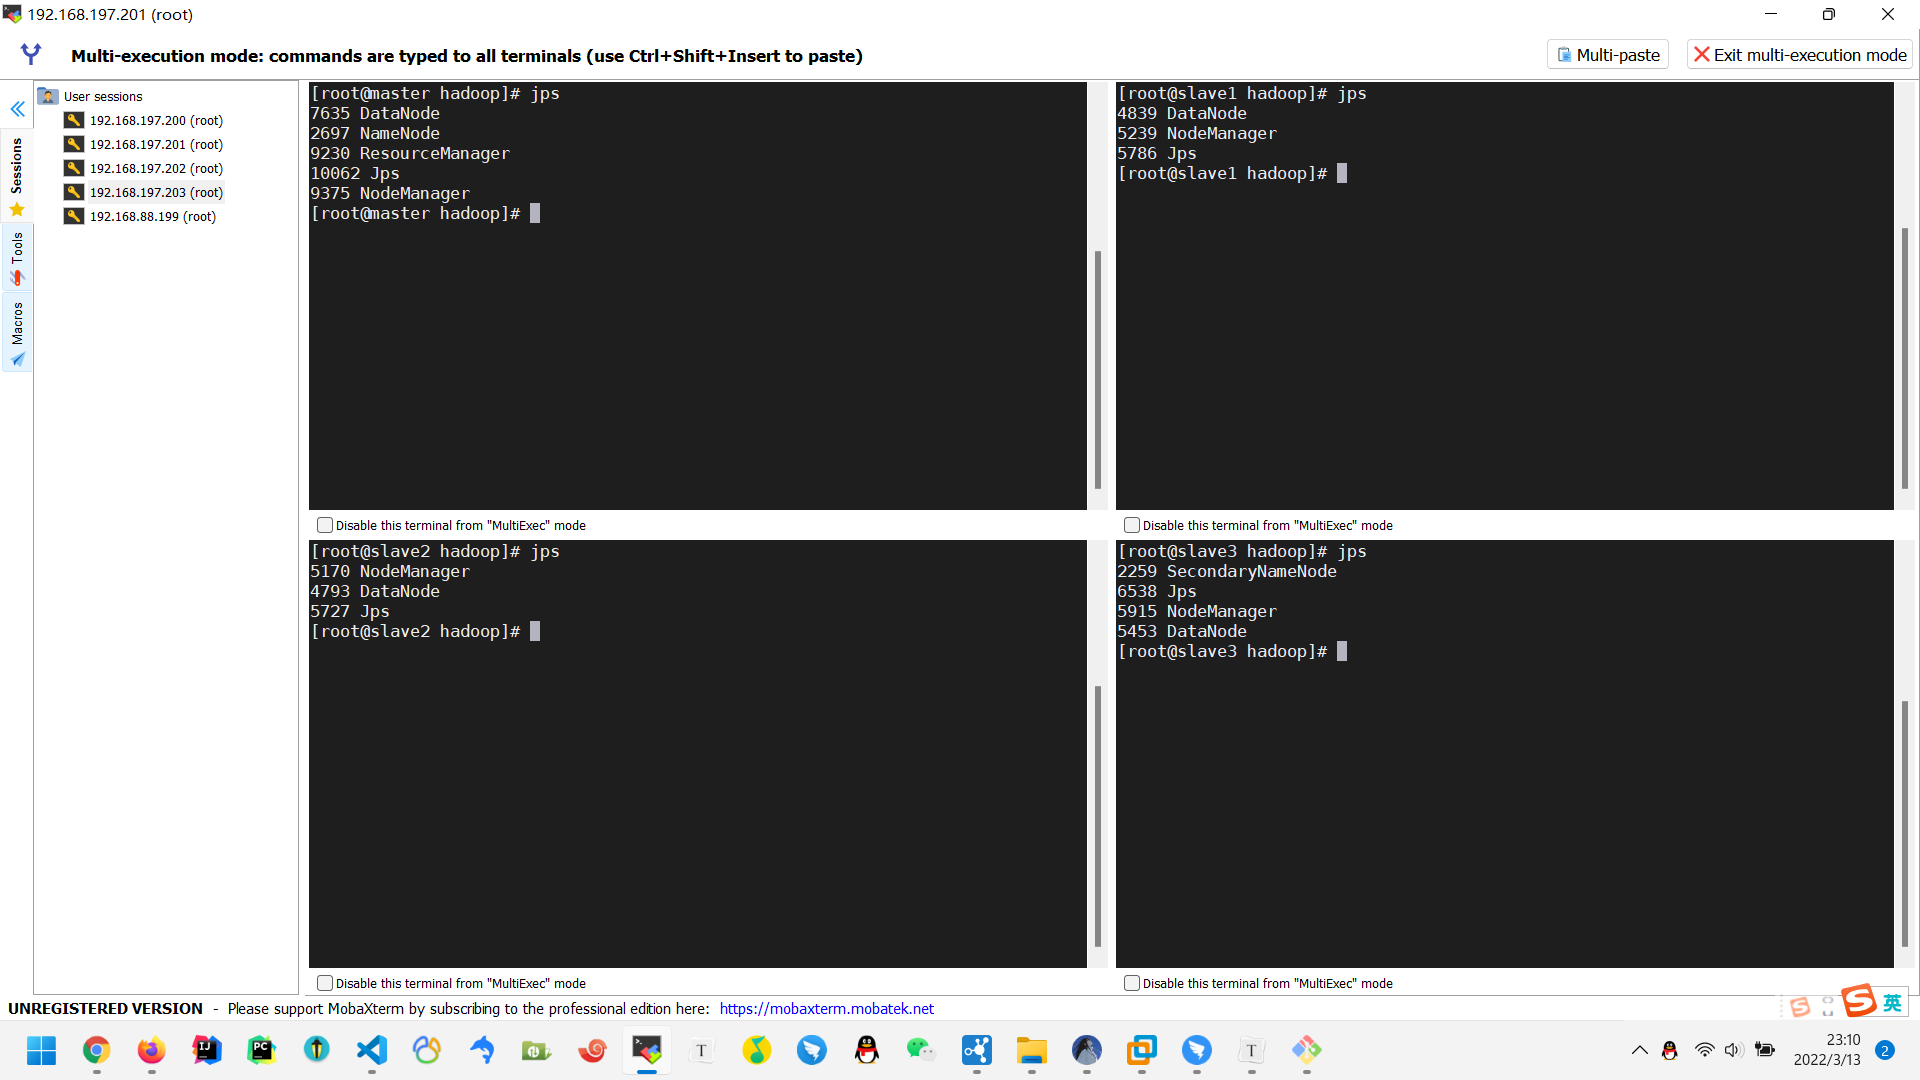 192.168.197.201 (root)
Multi-execution mode: commands are typed to all terminals (use Ctrl+Shift+Insert to paste)
Multi-paste
Exit multi-execution mode
Sessions
Tools
Macros
User sessions
192.168.197.200 (root)
192.168.197.201 (root)
192.168.197.202 (root)
192.168.197.203 (root)
192.168.88.199 (root)
[root@master hadoop]# jps
7635 DataNode
2697 NameNode
9230 ResourceManager
10062 Jps
9375 NodeManager
[root@master hadoop]#
Disable this terminal from "MultiExec" mode
[root@slave1 hadoop]# jps
4839 DataNode
5239 NodeManager
5786 Jps
[root@slave1 hadoop]#
Disable this terminal from "MultiExec" mode
[root@slave2 hadoop]# jps
5170 NodeManager
4793 DataNode
5727 Jps
[root@slave2 hadoop]#
Disable this terminal from "MultiExec" mode
[root@slave3 hadoop]# jps
2259 SecondaryNameNode
6538 Jps
5915 NodeManager
5453 DataNode
[root@slave3 hadoop]#
Disable this terminal from "MultiExec" mode
UNREGISTERED VERSION - Please support MobaXterm by subscribing to the professional edition here: https://mobaxterm.mobatek.net
英
IJ
PC
T
T
23:10
2022/3/13
2